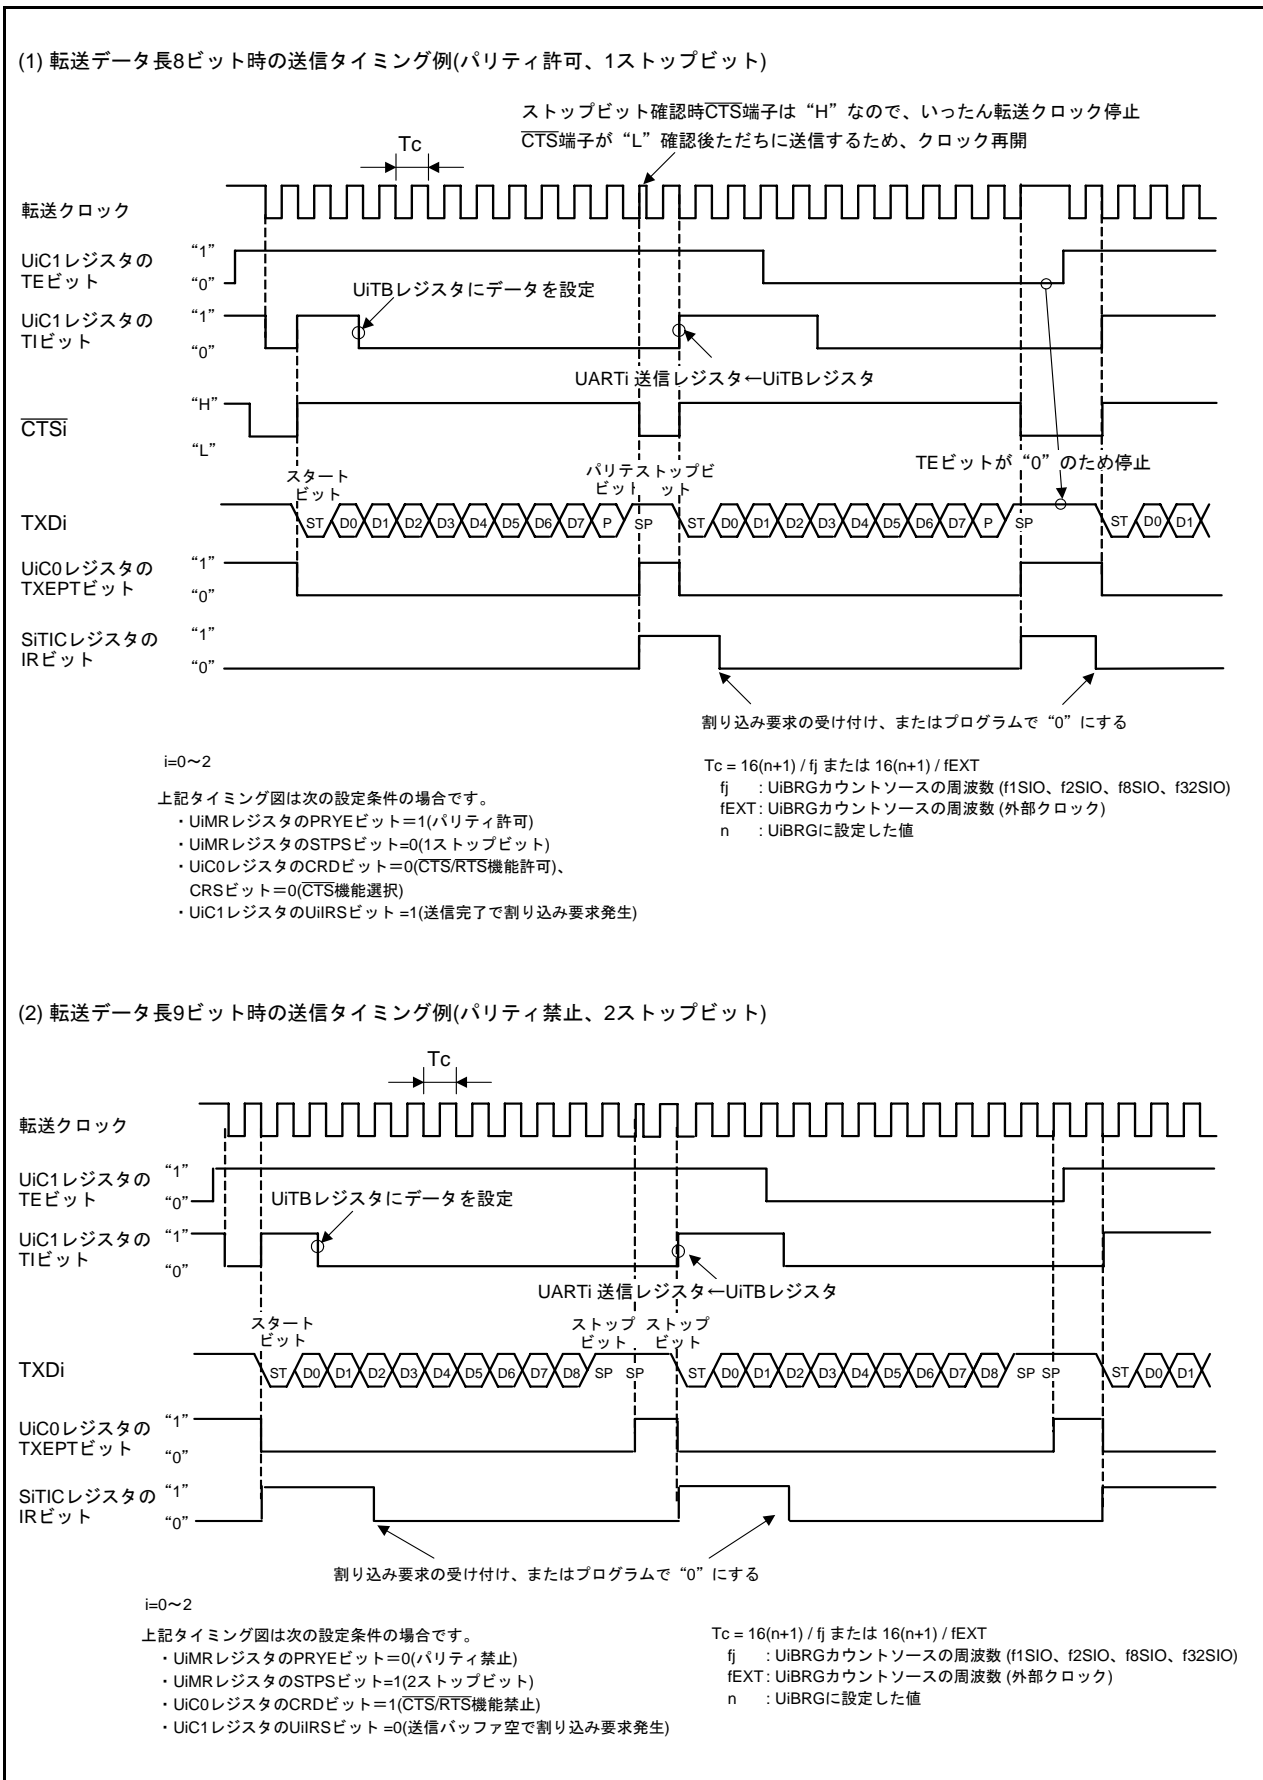 (1) 転送データ長8ビット時の送信タイミング例(パリティ許可、1ストップビット)
ストップビット確認時CTS端子は“H”なので、いったん転送クロック停止
CTS端子が“L”確認後ただちに送信するため、クロック再開
Tc
転送クロック
UiC1レジスタの
TEビット
“1”
“0”
UiTBレジスタにデータを設定
UiC1レジスタの
TIビット
“1”
“0”
UARTi 送信レジスタ←UiTBレジスタ
CTSi
“H”
“L”
TEビットが“0”のため停止
スタート
ビット
パリテ
ビット
ストップビ
ット
TXDi
ST D0 D1 D2 D3 D4 D5 D6 D7 P SP ST D0 D1 D2 D3 D4 D5 D6 D7 P SP ST D0 D1
UiC0レジスタの
TXEPTビット
“1”
“0”
SiTICレジスタの
IRビット
“1”
“0”
割り込み要求の受け付け、またはプログラムで“0”にする
i=0〜2
上記タイミング図は次の設定条件の場合です。
・UiMRレジスタのPRYEビット=1(パリティ許可)
・UiMRレジスタのSTPSビット=0(1ストップビット)
・UiC0レジスタのCRDビット=0(CTS/RTS機能許可)、
CRSビット=0(CTS機能選択)
・UiC1レジスタのUiIRSビット =1(送信完了で割り込み要求発生)
Tc = 16(n+1) / fj または 16(n+1) / fEXT
fj : UiBRGカウントソースの周波数 (f1SIO、f2SIO、f8SIO、f32SIO)
fEXT : UiBRGカウントソースの周波数 (外部クロック)
n : UiBRGに設定した値
(2) 転送データ長9ビット時の送信タイミング例(パリティ禁止、2ストップビット)
Tc
転送クロック
UiC1レジスタの
TEビット
“1”
“0”
UiTBレジスタにデータを設定
UiC1レジスタの
TIビット
“1”
“0”
UARTi 送信レジスタ←UiTBレジスタ
スタート
ビット
ストップ
ビット
ストップ
ビット
TXDi
ST D0 D1 D2 D3 D4 D5 D6 D7 D8 SP SP ST D0 D1 D2 D3 D4 D5 D6 D7 D8 SP SP ST D0 D1
UiC0レジスタの
TXEPTビット
“1”
“0”
SiTICレジスタの
IRビット
“1”
“0”
割り込み要求の受け付け、またはプログラムで“0”にする
i=0〜2
上記タイミング図は次の設定条件の場合です。
・UiMRレジスタのPRYEビット=0(パリティ禁止)
・UiMRレジスタのSTPSビット=1(2ストップビット)
・UiC0レジスタのCRDビット=1(CTS/RTS機能禁止)
・UiC1レジスタのUiIRSビット =0(送信バッファ空で割り込み要求発生)
Tc = 16(n+1) / fj または 16(n+1) / fEXT
fj : UiBRGカウントソースの周波数 (f1SIO、f2SIO、f8SIO、f32SIO)
fEXT : UiBRGカウントソースの周波数 (外部クロック)
n : UiBRGに設定した値